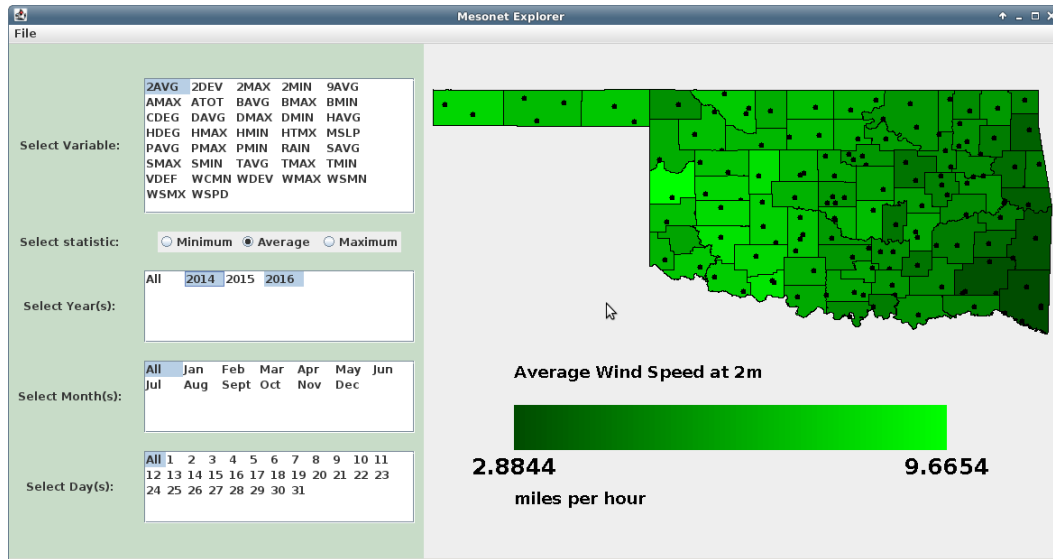 Mesonet Explorer
File
Select Variable:
2AVG 2DEV 2MAX 2MIN 9AVG
AMAX ATOT BAVG BMAX BMIN
CDEG DAVG DMAX DMIN HAVG
HDEG HMAX HMIN HTMX MSLP
PAVG PMAX PMIN RAIN SAVG
SMAX SMIN TAVG TMAX TMIN
VDEF WCMN WDEV WMAX WSMN
WSMX WSPD
Select statistic:
Minimum Average Maximum
Select Year(s):
All 2014 2015 2016
Select Month(s):
All Jan Feb Mar Apr May Jun
Jul Aug Sept Oct Nov Dec
Select Day(s):
All 1 2 3 4 5 6 7 8 9 10 11
12 13 14 15 16 17 18 19 20 21 22 23
24 25 26 27 28 29 30 31
Average Wind Speed at 2m
2.8844 9.6654
miles per hour